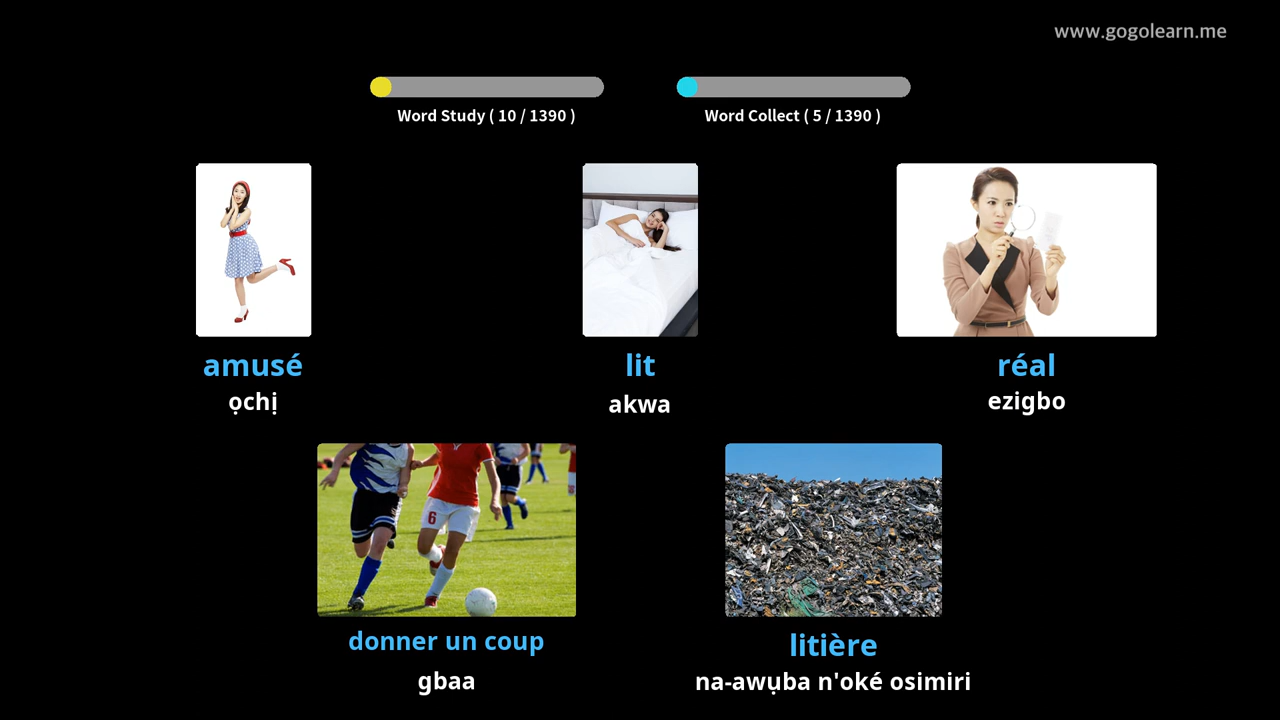 www.gogolearn.me
Word Study ( 10 / 1390 )
Word Collect ( 5 / 1390 )
amusé
ọchị
lit
akwa
réal
ezigbo
6
donner un coup
gbaa
litière
na-awụba n'oké osimiri